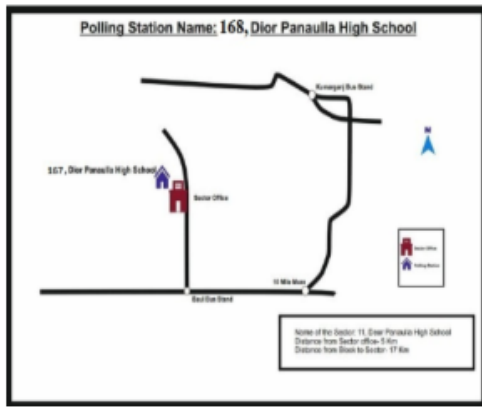 Polling Station Name: 168, Dior Panaulla High School
Kumarganj Bus Stand
N
167, Dior Panaulla High School
Sector Office
Sector Office
Polling Station
10 Mile More
Baul Bus Stand
Name of the Sector: 11, Dior Panaulla High School
Distance from Sector office- 5 Km
Distance from Block to Sector- 17 Km